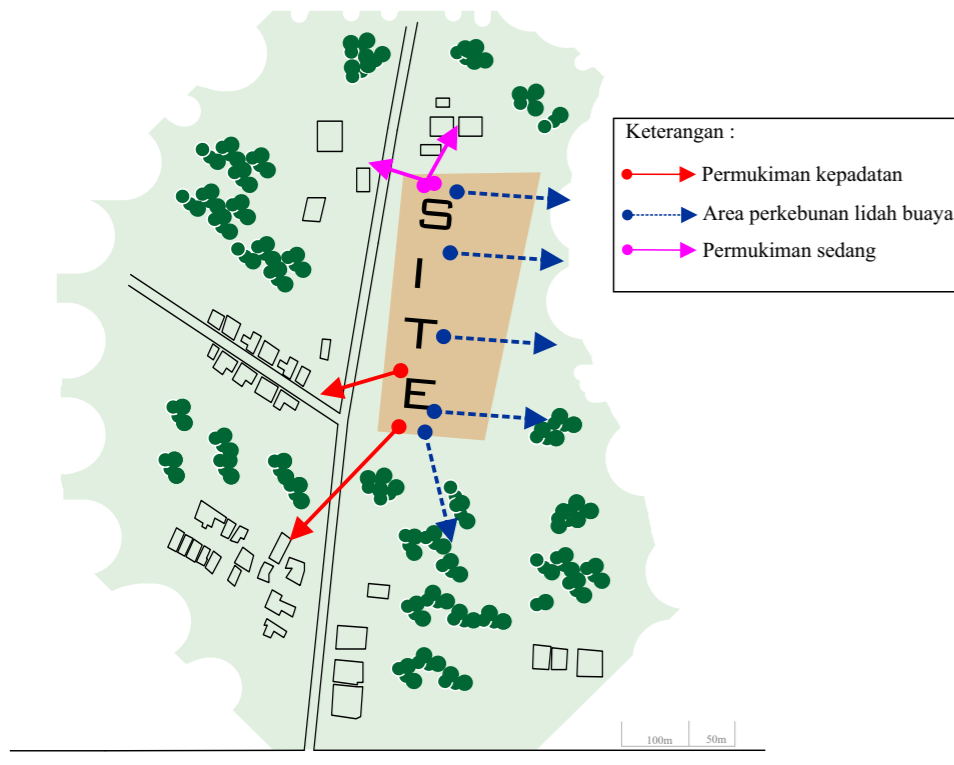 Keterangan :
Permukiman kepadatan
Area perkebunan lidah buaya
Permukiman sedang
S
I
T
E
100m 50m